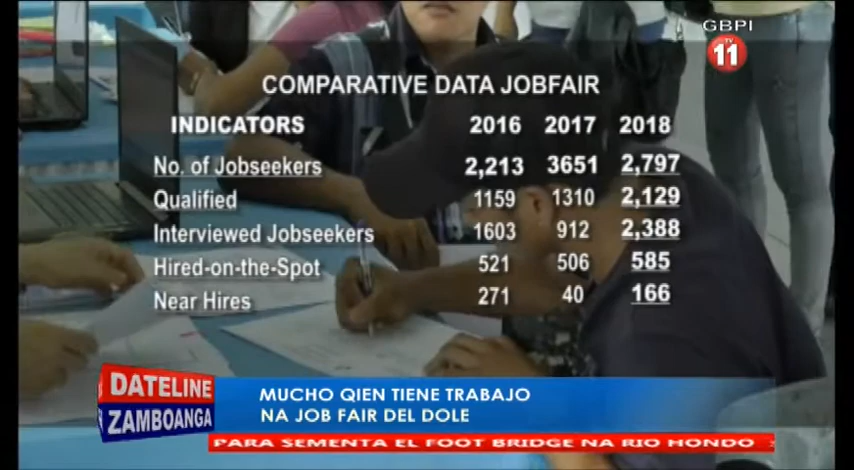 GBPI
TV
11
COMPARATIVE DATA JOBFAIR
INDICATORS 2016 2017 2018
No. of Jobseekers 2,213 3651 2,797
Qualified 1159 1310 2,129
Interviewed Jobseekers 1603 912 2,388
Hired-on-the-Spot 521 506 585
Near Hires 271 40 166
DATELINE
ZAMBOANGA
MUCHO QIEN TIENE TRABAJO
NA JOB FAIR DEL DOLE
PARA SEMENTA EL FOOT BRIDGE NA RIO HONDO